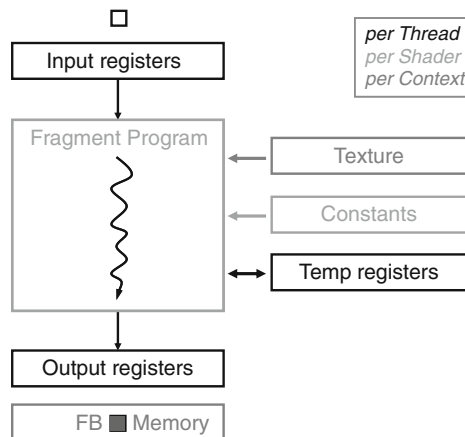 Input registers
per Thread
per Shader
per Context
Fragment Program
Texture
Constants
Temp registers
Output registers
FB Memory